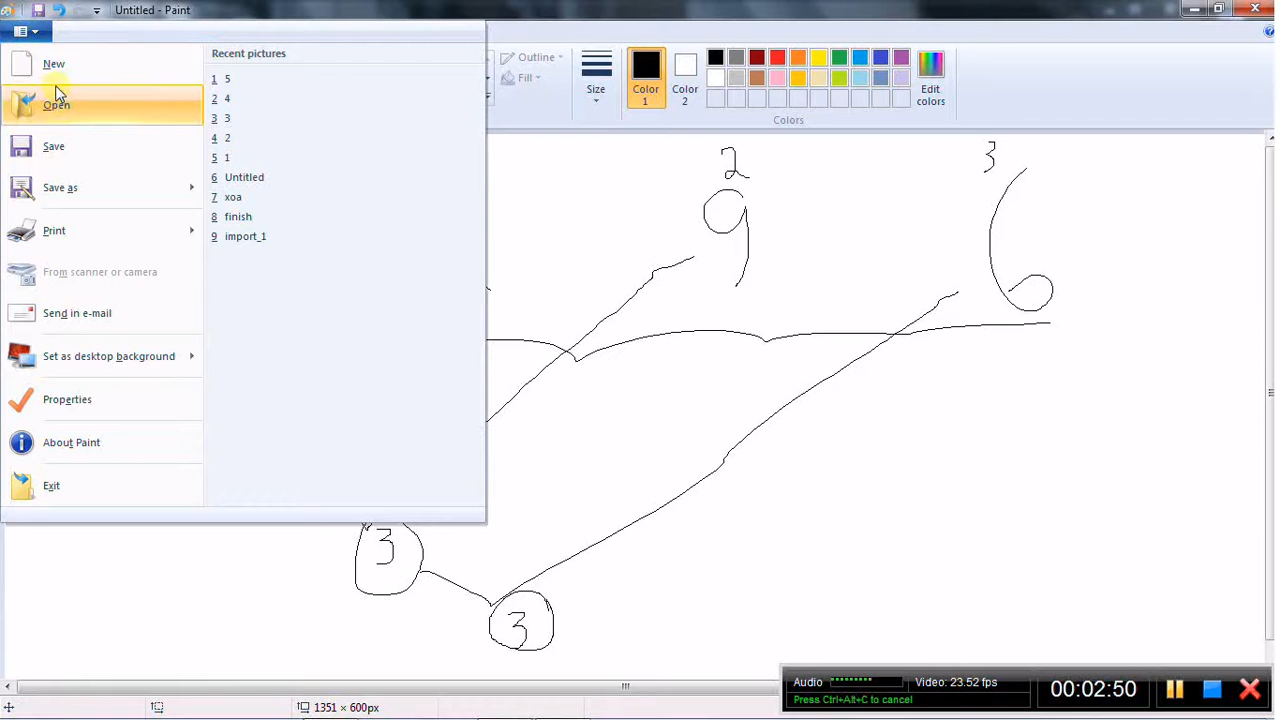 Untitled - Paint
Recent pictures
New
Open
Save
Save as
Print
From scanner or camera
Send in e-mail
Set as desktop background
Properties
About Paint
Exit
1 5
2 4
3 3
4 2
5 1
6 Untitled
7 xoa
8 finish
9 import_1
Outline
Fill
Size
Color 1
Color 2
Edit colors
Colors
2
3
9
6
3
3
Audio
Video: 23.52 fps
Press Ctrl+Alt+C to cancel
00:02:50
1351 × 600px